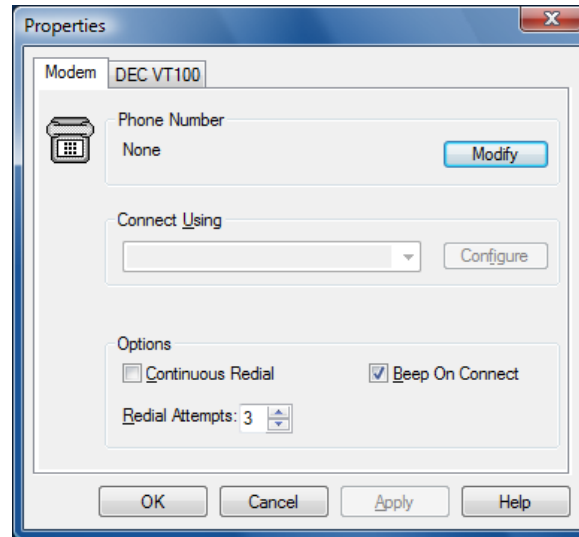 Properties
Modem DEC VT100
Phone Number
None Modify
Connect Using
Configure
Options
Continuous Redial Beep On Connect
Redial Attempts: 3
OK Cancel Apply Help